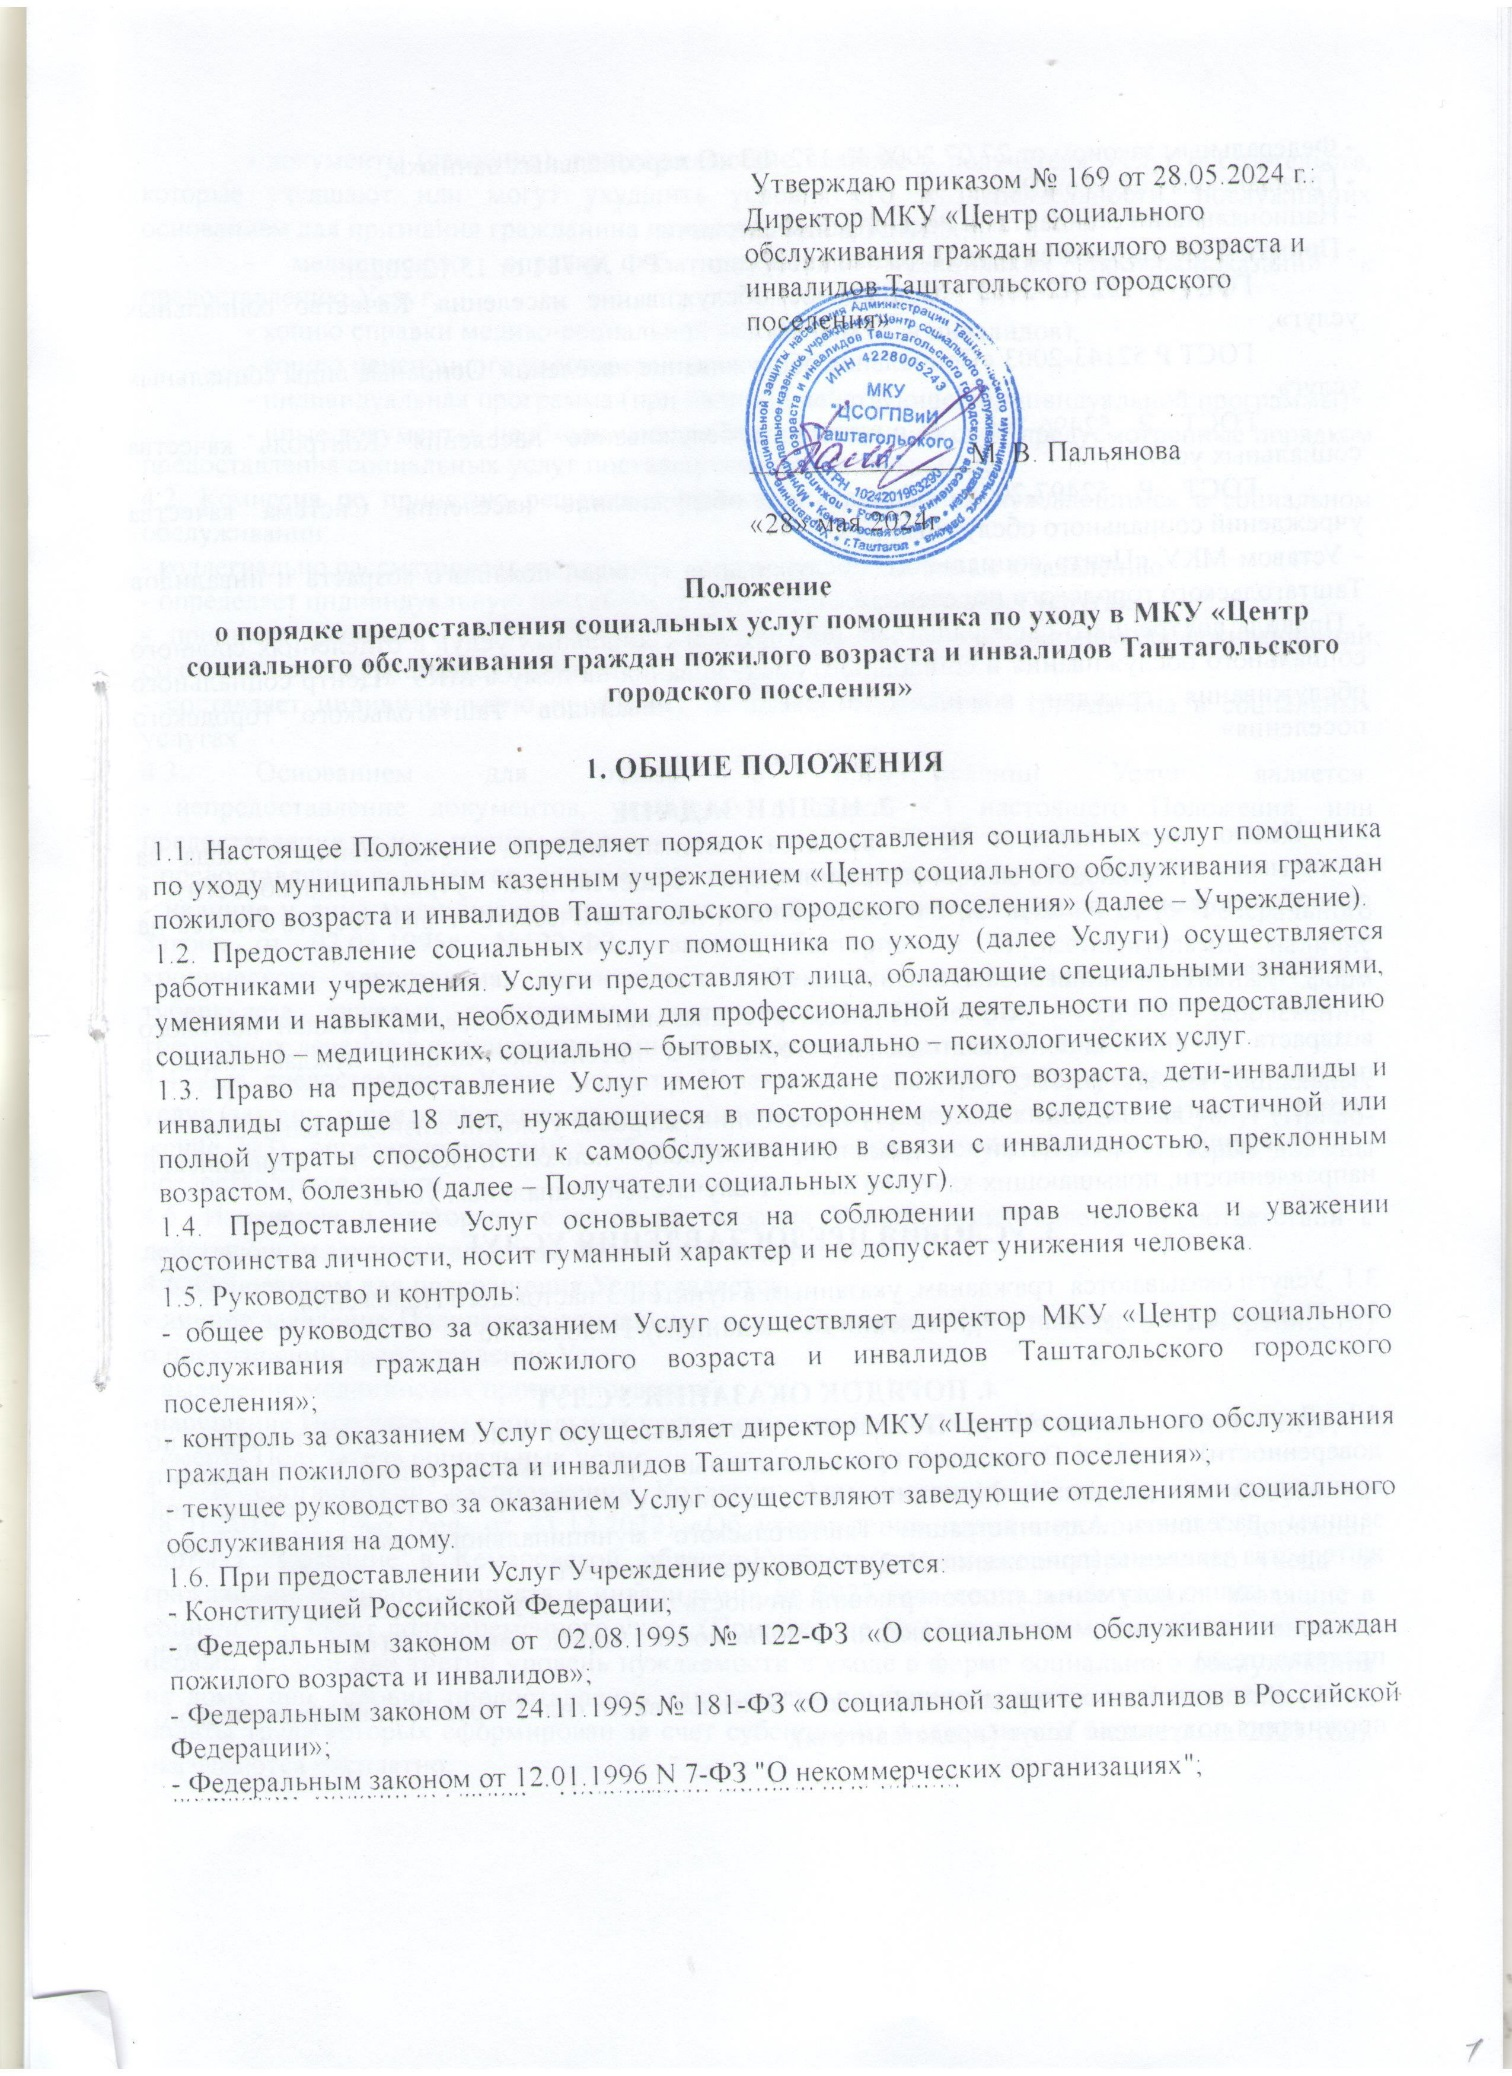 Утверждаю приказом № 169 от 28.05.2024 г.:
Директор МКУ «Центр социального
обслуживания граждан пожилого возраста и
инвалидов Таштагольского городского
поселения»
ИНН 4228005243
МКУ
"ЦСОГПВиИ
Таштагольского
ОГРН 1024201963290
М. В. Пальянова
«28» мая 2024г.
Положение
о порядке предоставления социальных услуг помощника по уходу в МКУ «Центр
социального обслуживания граждан пожилого возраста и инвалидов Таштагольского
городского поселения»
1. ОБЩИЕ ПОЛОЖЕНИЯ
1.1. Настоящее Положение определяет порядок предоставления социальных услуг помощника
по уходу муниципальным казенным учреждением «Центр социального обслуживания граждан
пожилого возраста и инвалидов Таштагольского городского поселения» (далее – Учреждение).
1.2. Предоставление социальных услуг помощника по уходу (далее Услуги) осуществляется
работниками учреждения. Услуги предоставляют лица, обладающие специальными знаниями,
умениями и навыками, необходимыми для профессиональной деятельности по предоставлению
социально – медицинских, социально – бытовых, социально – психологических услуг.
1.3. Право на предоставление Услуг имеют граждане пожилого возраста, дети-инвалиды и
инвалиды старше 18 лет, нуждающиеся в постороннем уходе вследствие частичной или
полной утраты способности к самообслуживанию в связи с инвалидностью, преклонным
возрастом, болезнью (далее – Получатели социальных услуг).
1.4. Предоставление Услуг основывается на соблюдении прав человека и уважении
достоинства личности, носит гуманный характер и не допускает унижения человека.
1.5. Руководство и контроль:
- общее руководство за оказанием Услуг осуществляет директор МКУ «Центр социального
обслуживания граждан пожилого возраста и инвалидов Таштагольского городского
поселения»;
- контроль за оказанием Услуг осуществляет директор МКУ «Центр социального обслуживания
граждан пожилого возраста и инвалидов Таштагольского городского поселения»;
- текущее руководство за оказанием Услуг осуществляют заведующие отделениями социального
обслуживания на дому.
1.6. При предоставлении Услуг Учреждение руководствуется:
- Конституцией Российской Федерации;
- Федеральным законом от 02.08.1995 № 122-ФЗ «О социальном обслуживании граждан
пожилого возраста и инвалидов»;
- Федеральным законом от 24.11.1995 № 181-ФЗ «О социальной защите инвалидов в Российской
Федерации»;
- Федеральным законом от 12.01.1996 N 7-ФЗ "О некоммерческих организациях";
1